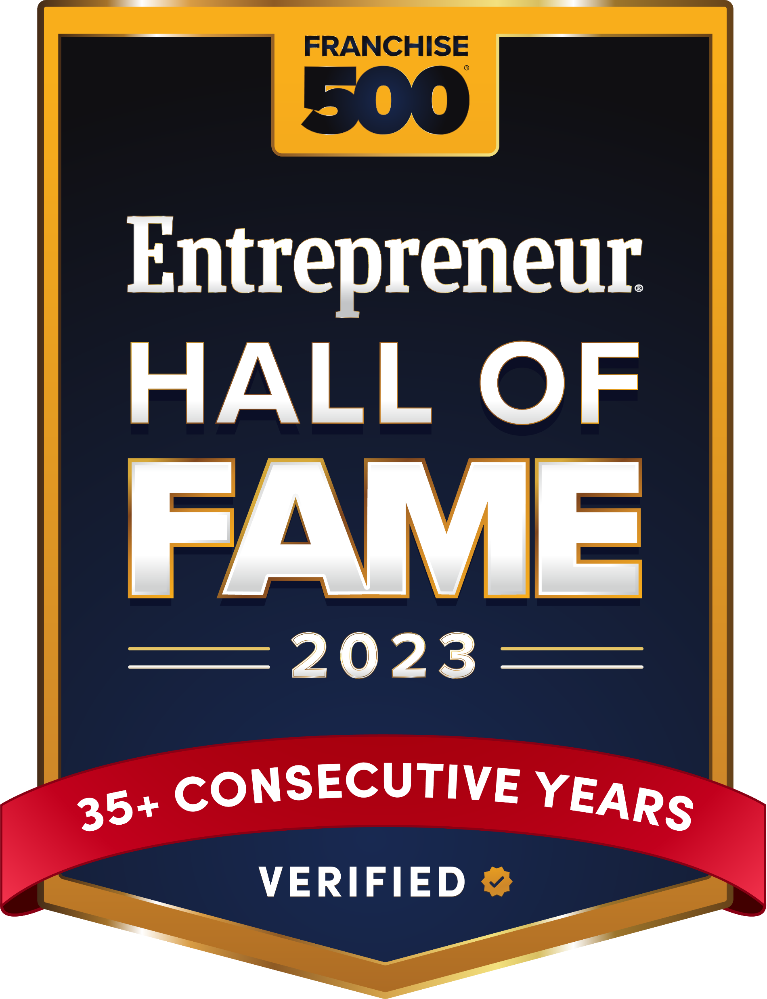 FRANCHISE
500®
Entrepreneur®
HALL OF
FAME
2023
35+ CONSECUTIVE YEARS
VERIFIED